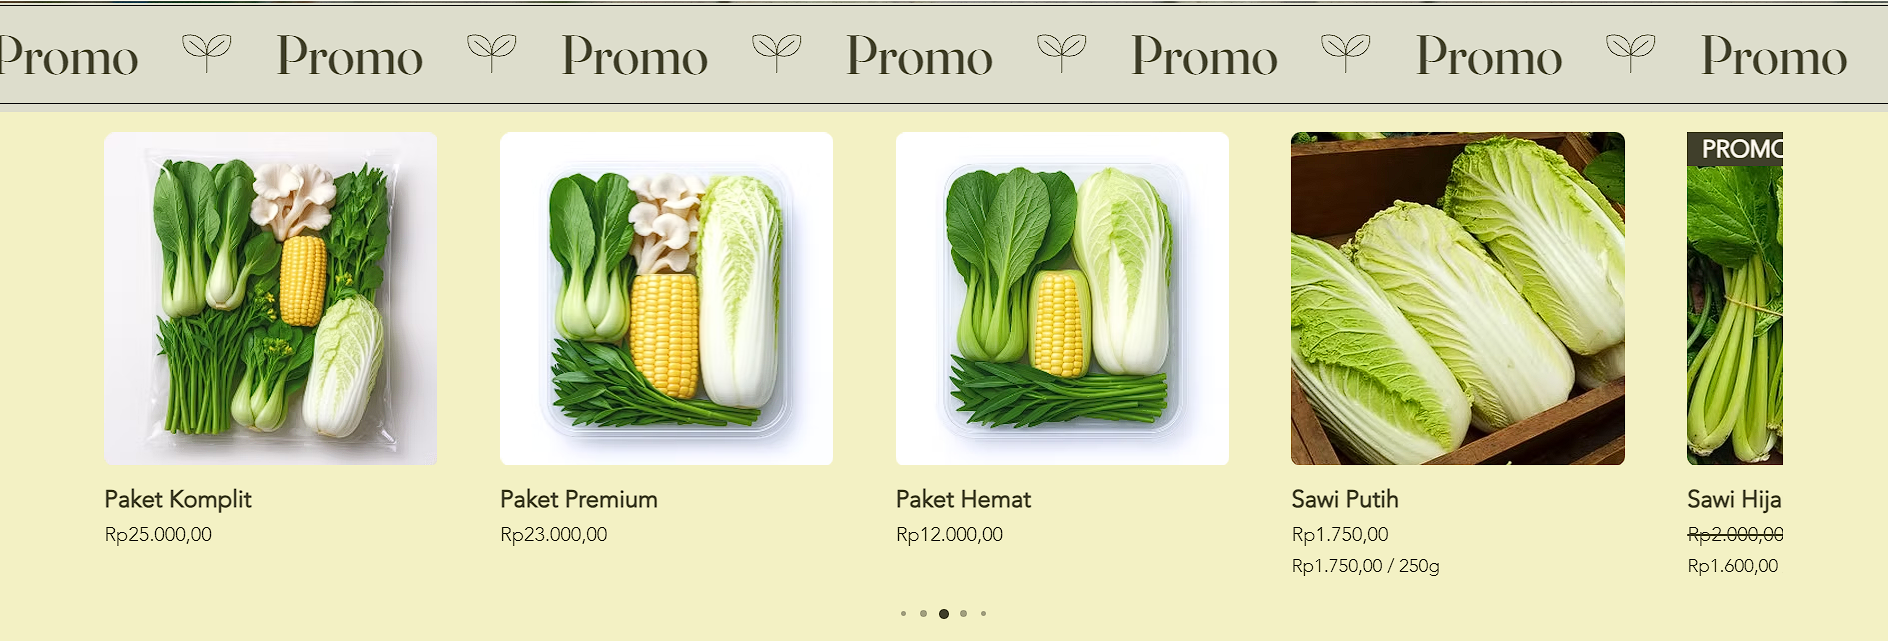 Promo Promo Promo Promo Promo Promo Promo
Paket Komplit
Rp25.000,00
Paket Premium
Rp23.000,00
Paket Hemat
Rp12.000,00
Sawi Putih
Rp1.750,00
Rp1.750,00 / 250g
PROMO
Sawi Hija
Rp2.000,00
Rp1.600,00